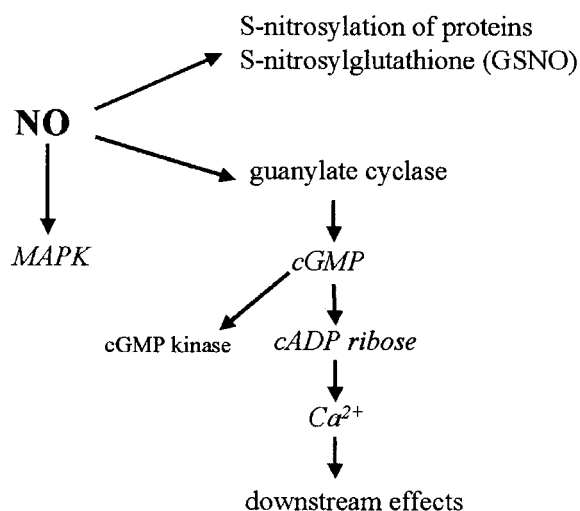 S-nitrosylation of proteins
S-nitrosylglutathione (GSNO)
NO
guanylate cyclase
MAPK
cGMP
cGMP kinase
cADP ribose
Ca²⁺
downstream effects